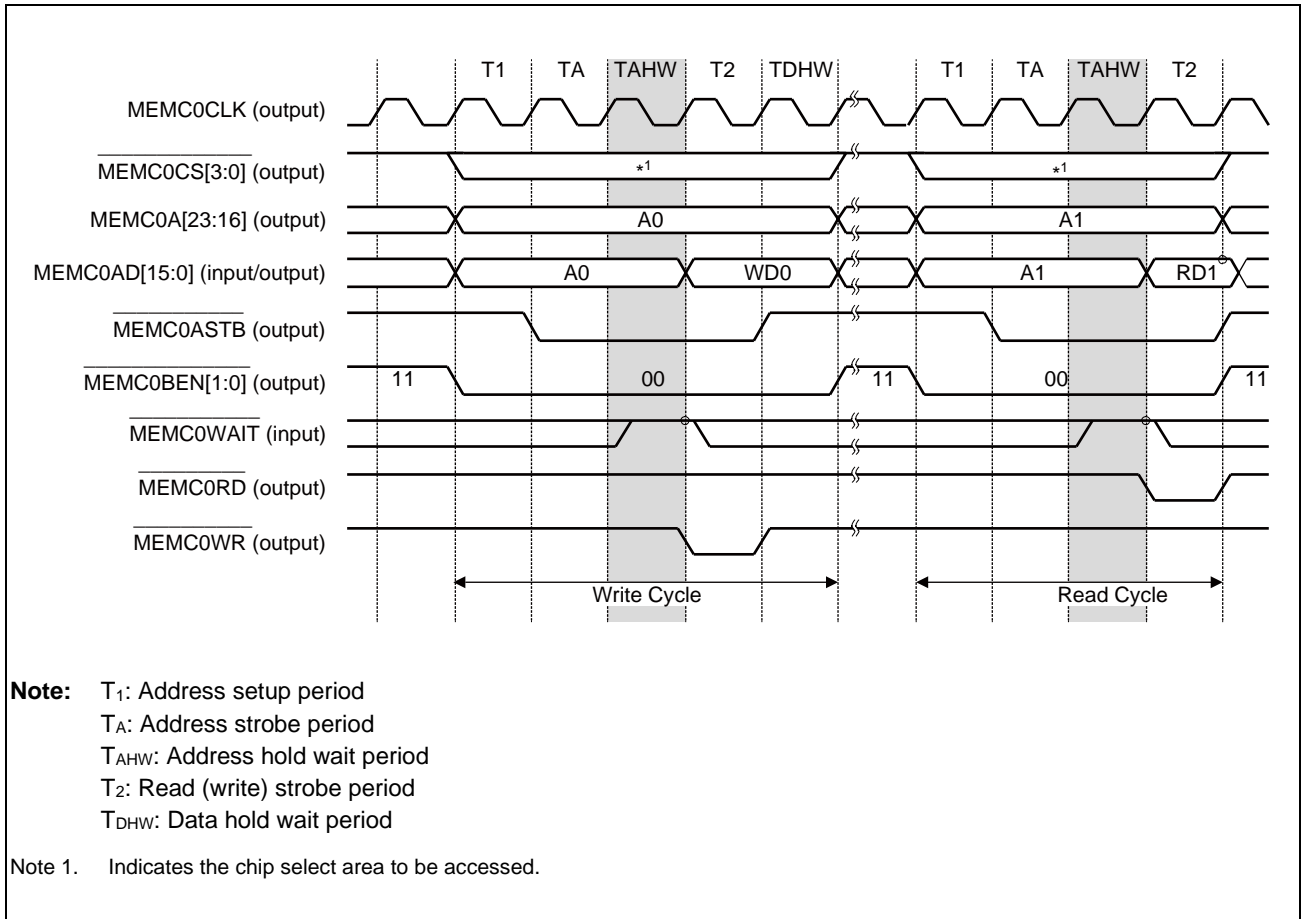 T1 TA TAHW T2 TDHW T1 TA TAHW T2
MEMC0CLK (output)
MEMC0CS[3:0] (output) *1 *1
MEMC0A[23:16] (output) A0 A1
MEMC0AD[15:0] (input/output) A0 WD0 A1 RD1
MEMC0ASTB (output)
MEMC0BEN[1:0] (output) 11 00 11 00 11
MEMC0WAIT (input)
MEMC0RD (output)
MEMC0WR (output)
Write Cycle Read Cycle
Note: T1: Address setup period
TA: Address strobe period
TAHW: Address hold wait period
T2: Read (write) strobe period
TDHW: Data hold wait period
Note 1. Indicates the chip select area to be accessed.